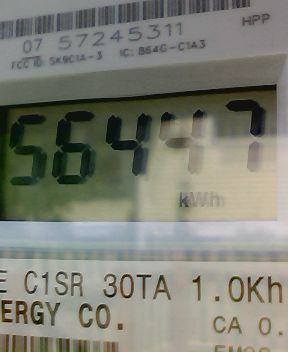 07 57245311 HPP
FCC ID: SK9C1A-3 IC: B64G-C1A3
56447
kWh
E C1SR 30TA 1.0Kh
ERGY CO.
CA 0.